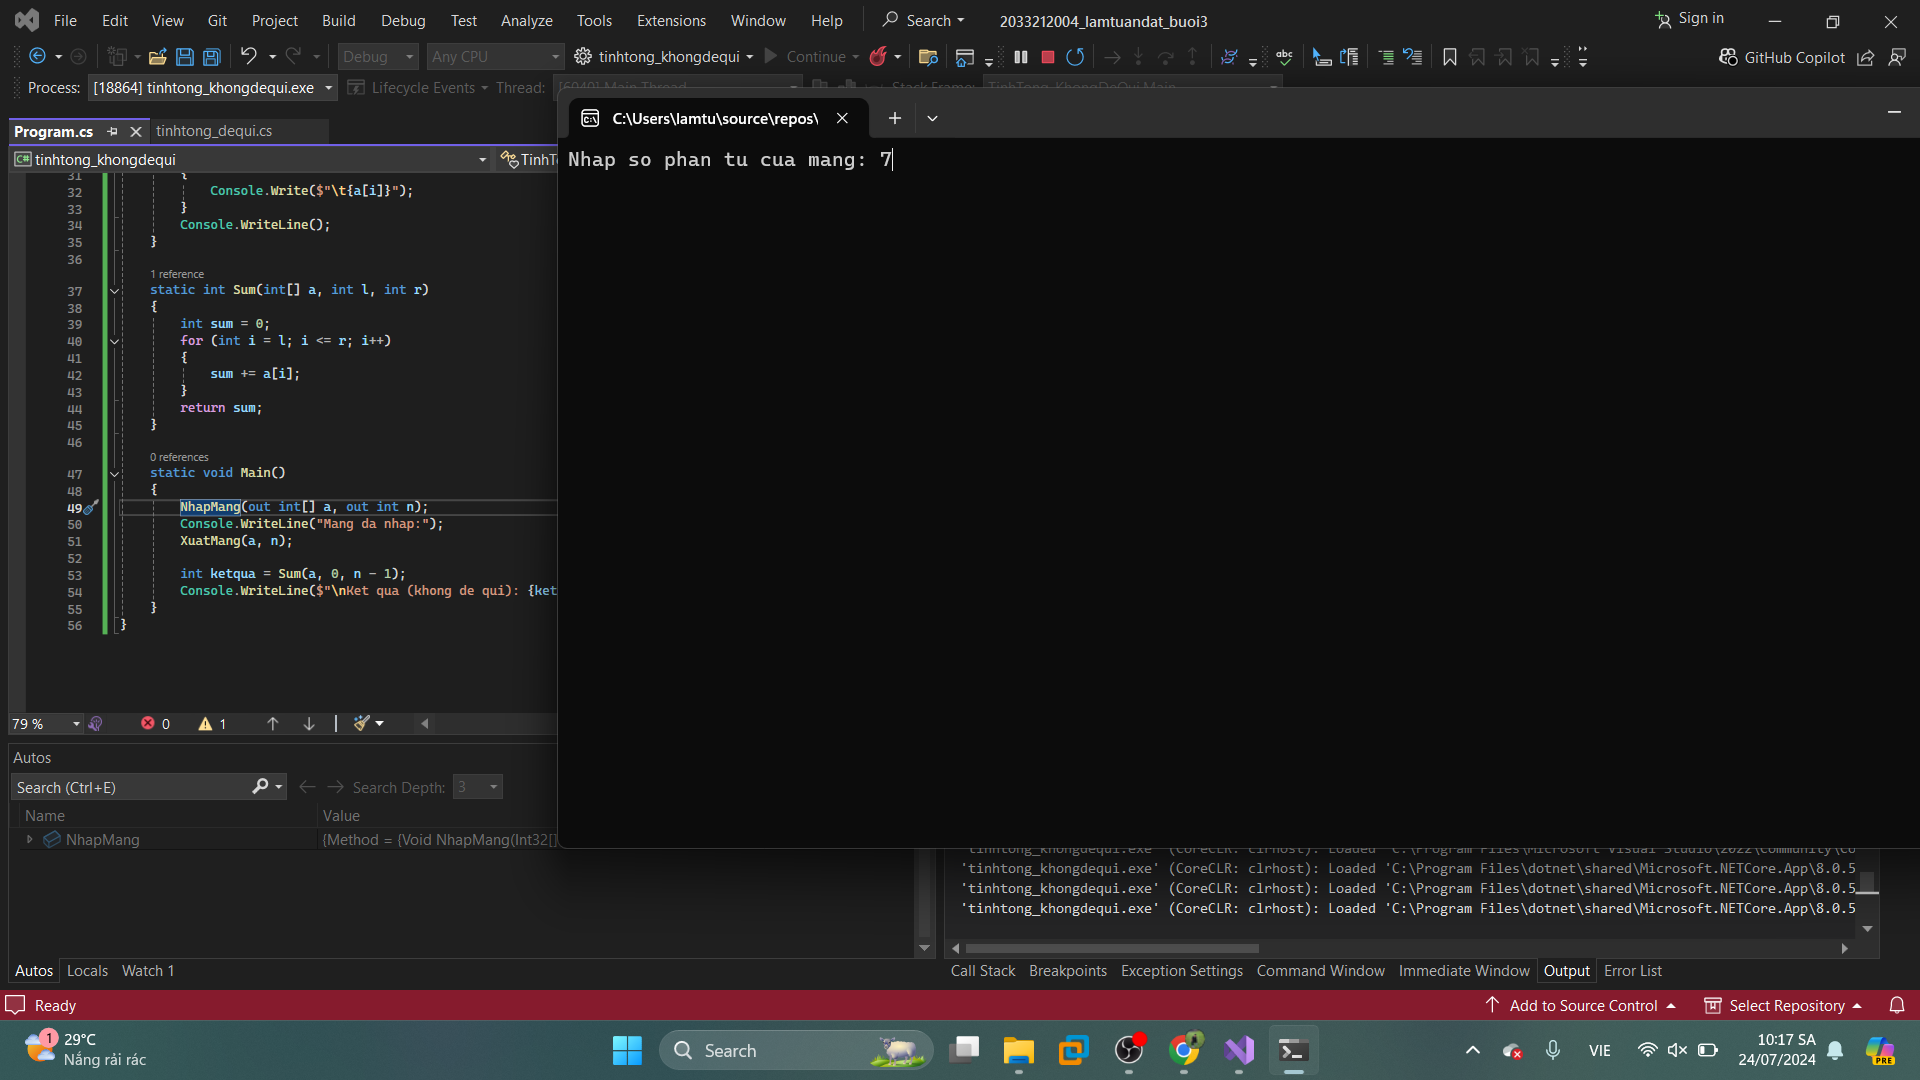 File Edit View Git Project Build Debug Test Analyze Tools Extensions Window Help Search 2033212004_lamtuandat_buoi3 Sign in
Debug Any CPU tinhtong_khongdequi Continue GitHub Copilot
Process: [18864] tinhtong_khongdequi.exe Lifecycle Events Thread:
Program.cs tinhtong_dequi.cs
tinhtong_khongdequi
31 {
32 Console.Write($"\t{a[i]}");
33 }
34 Console.WriteLine();
35 }
36
1 reference
37 static int Sum(int[] a, int l, int r)
38 {
39 int sum = 0;
40 for (int i = l; i <= r; i++)
41 {
42 sum += a[i];
43 }
44 return sum;
45 }
46
0 references
47 static void Main()
48 {
49 NhapMang(out int[] a, out int n);
50 Console.WriteLine("Mang da nhap:");
51 XuatMang(a, n);
52
53 int ketqua = Sum(a, 0, n - 1);
54 Console.WriteLine($"\nKet qua (khong de qui): {ket
55 }
56 }
79 % 0 1
C:\Users\lamtu\source\repos\
Nhap so phan tu cua mang: 7
Autos
Search (Ctrl+E) Search Depth: 3
Name Value
NhapMang {Method = {Void NhapMang(Int32[]
'tinhtong_khongdequi.exe' (CoreCLR: clrhost): Loaded 'C:\Program Files\Microsoft Visual Studio\2022\Community\Co
'tinhtong_khongdequi.exe' (CoreCLR: clrhost): Loaded 'C:\Program Files\dotnet\shared\Microsoft.NETCore.App\8.0.5
'tinhtong_khongdequi.exe' (CoreCLR: clrhost): Loaded 'C:\Program Files\dotnet\shared\Microsoft.NETCore.App\8.0.5
'tinhtong_khongdequi.exe' (CoreCLR: clrhost): Loaded 'C:\Program Files\dotnet\shared\Microsoft.NETCore.App\8.0.5
Autos Locals Watch 1
Call Stack Breakpoints Exception Settings Command Window Immediate Window Output Error List
Ready Add to Source Control Select Repository
1 29°C
Nắng rải rác
Search
VIE
10:17 SA
24/07/2024
PRE